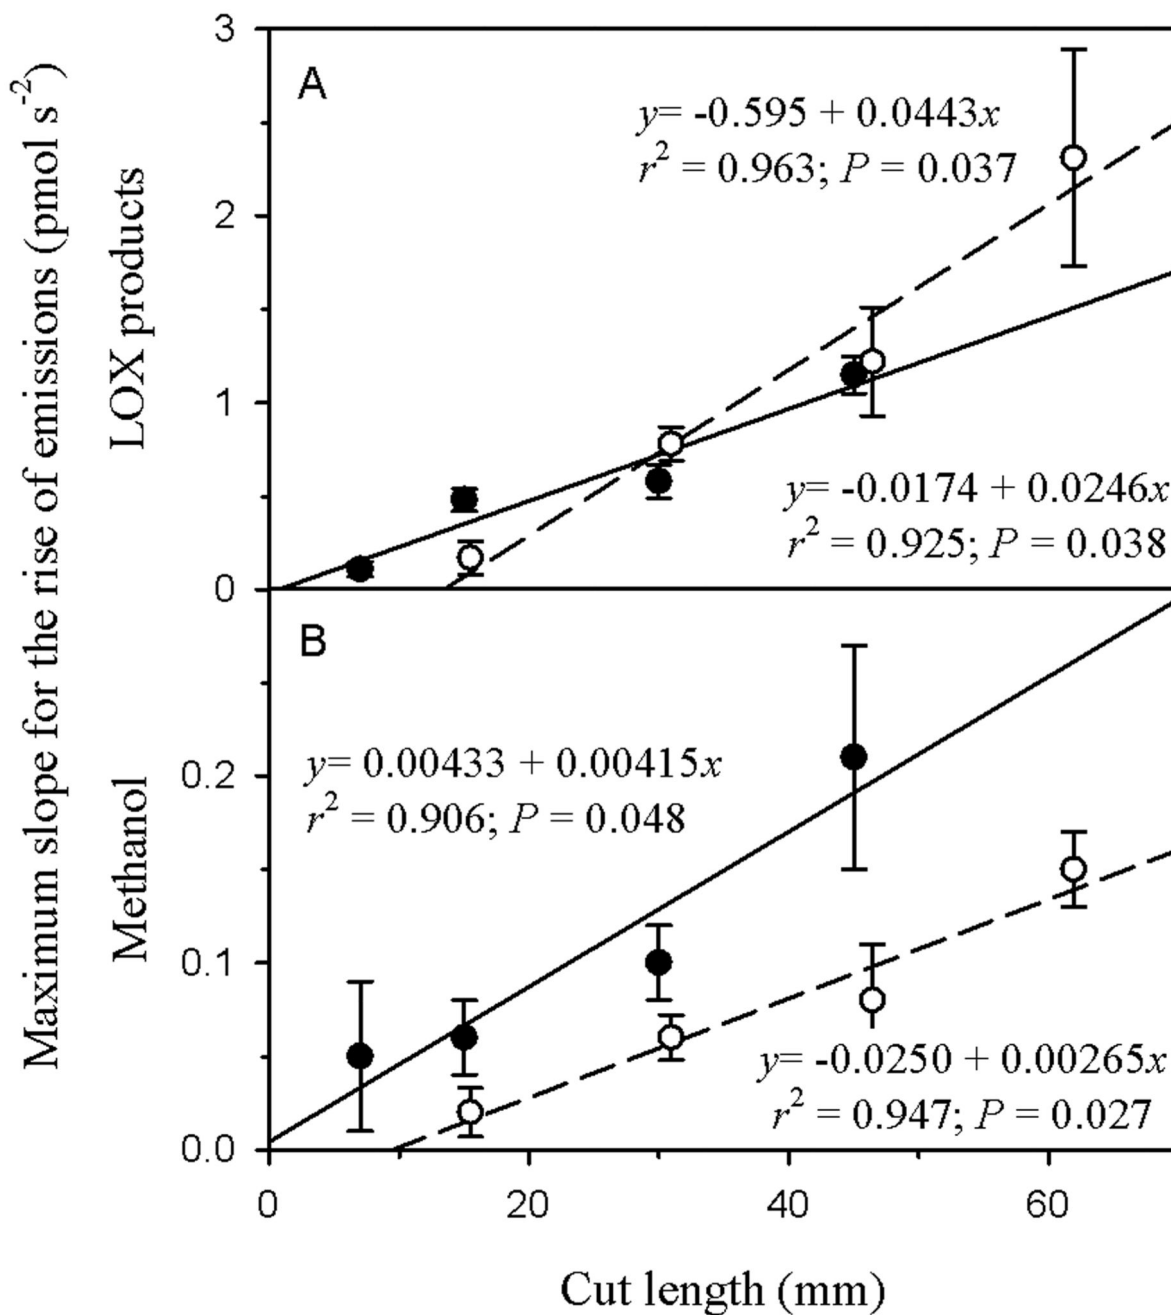 Maximum slope for the rise of emissions (pmol s⁻²)
LOX products
3
2
1
0
A
y= -0.595 + 0.0443x
r² = 0.963; P = 0.037
y= -0.0174 + 0.0246x
r² = 0.925; P = 0.038
Methanol
0.2
0.1
0.0
B
y= 0.00433 + 0.00415x
r² = 0.906; P = 0.048
y= -0.0250 + 0.00265x
r² = 0.947; P = 0.027
0 20 40 60
Cut length (mm)